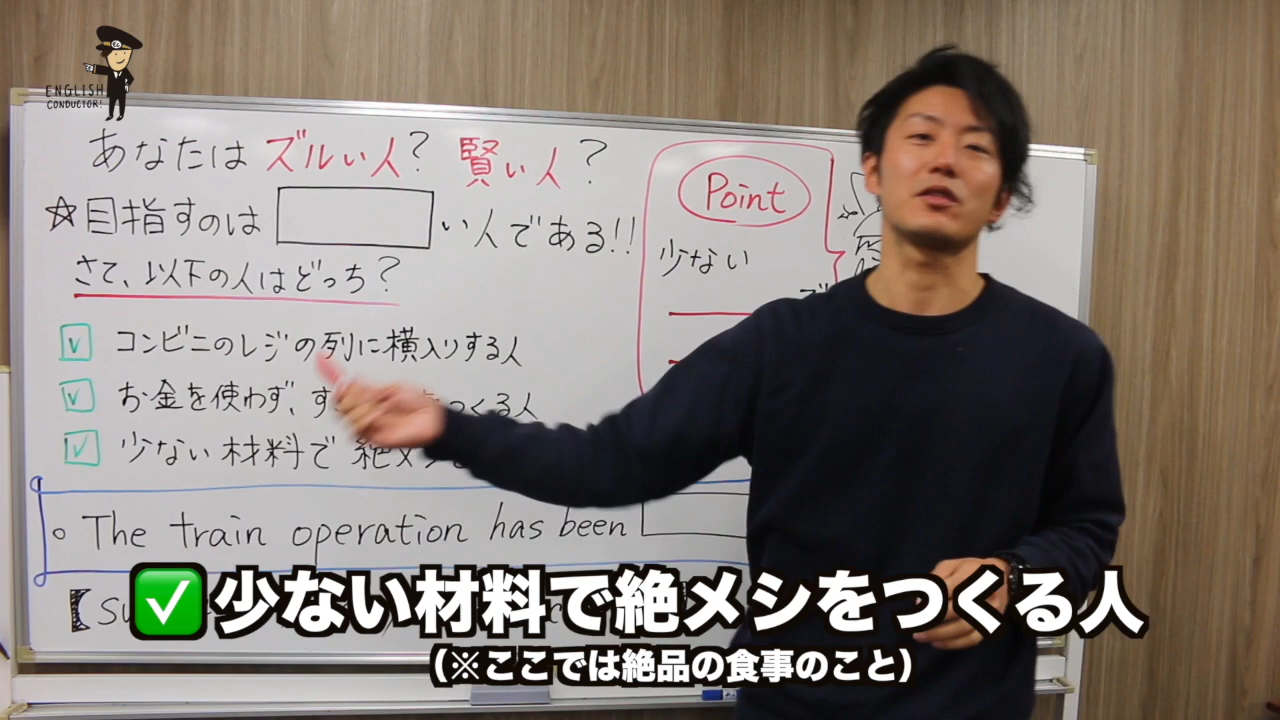 ENGLISH
CONDUCTOR!
あなたは ズルい人? 賢い人?
☆目指すのは い人である!!
さて、以下の人はどっち?
コンビニのレジの列に横入りする人
お金を使わず、す つくる人
少ない材料で 絶メシ
Point
少ない
で
The train operation has been
【Su
✅少ない材料で絶メシをつくる人
(※ここでは絶品の食事のこと)